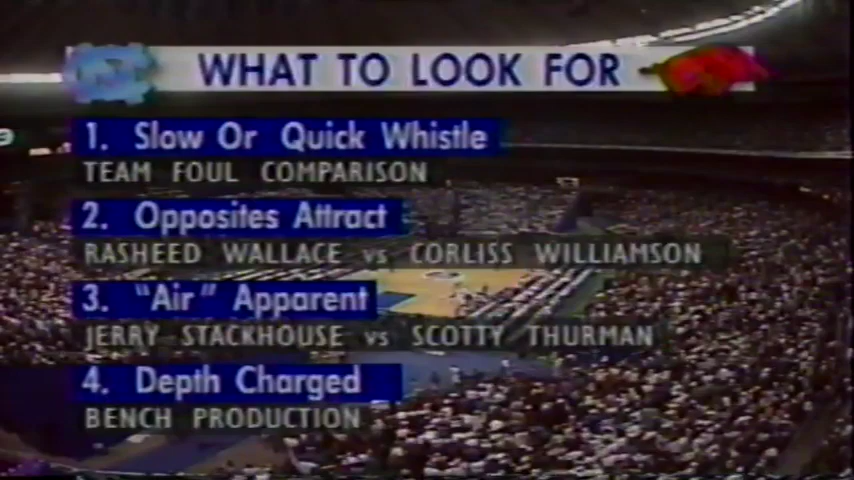 WHAT TO LOOK FOR
1. Slow Or Quick Whistle
TEAM FOUL COMPARISON
2. Opposites Attract
RASHEED WALLACE vs CORLISS WILLIAMSON
3. "Air" Apparent
JERRY STACKHOUSE vs SCOTTY THURMAN
4. Depth Charged
BENCH PRODUCTION